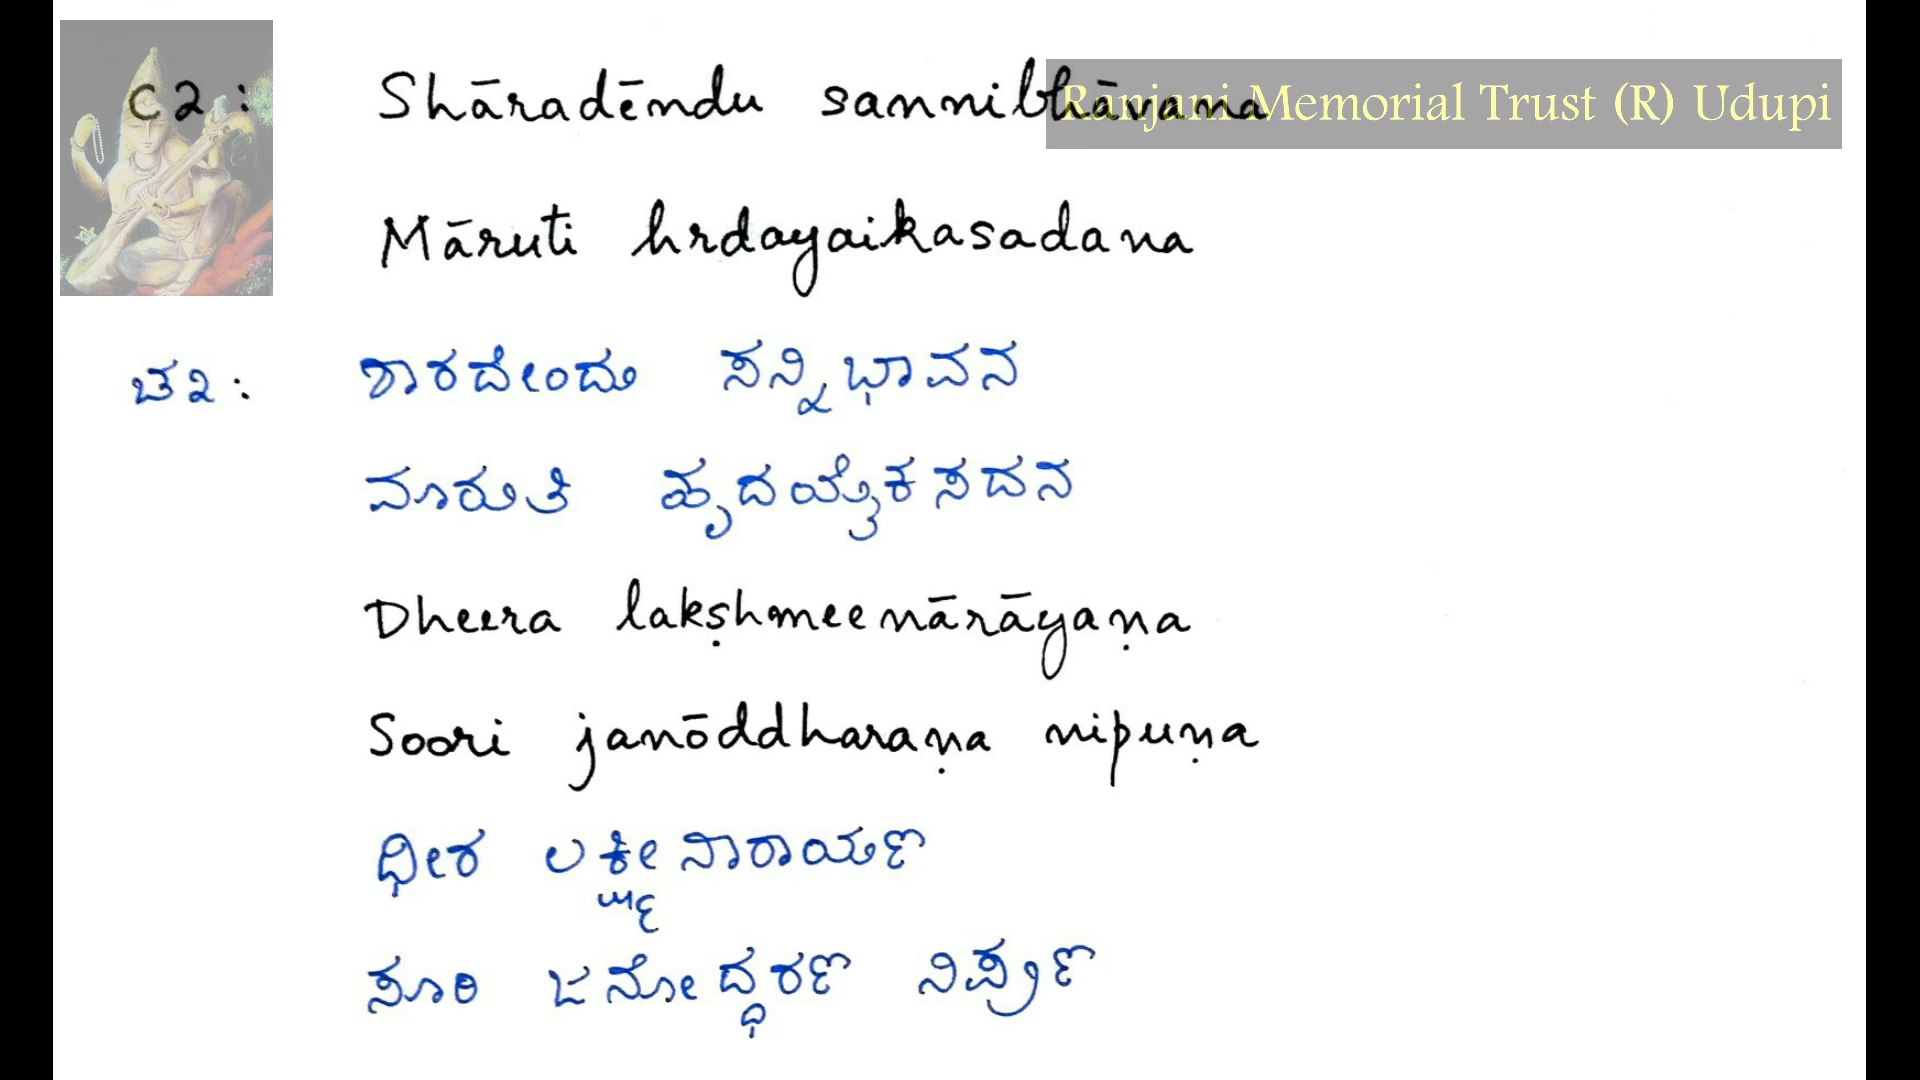 C2: Shāradēndu sannibhāvana
Ranjani Memorial Trust (R) Udupi
Māruti hrdayaikasadana
ಚ೨: ಶಾರದೇಂದು ಸನ್ನಿಭಾವನ
ಮಾರುತಿ ಹೃದಯೈಕಸದನ
Dheera lakṣhmeenārāyaṇa
Soori janōddharaṇa nipuṇa
ಧೀರ ಲಕ್ಷ್ಮೀನಾರಾಯಣ
ಸೂರಿ ಜನೋದ್ಧರಣ ನಿಪುಣ